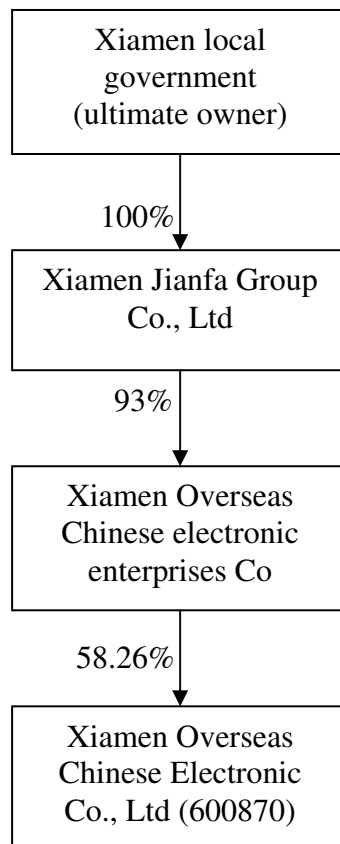 Xiamen local
government
(ultimate owner)
100%
Xiamen Jianfa Group
Co., Ltd
93%
Xiamen Overseas
Chinese electronic
enterprises Co
58.26%
Xiamen Overseas
Chinese Electronic
Co., Ltd (600870)